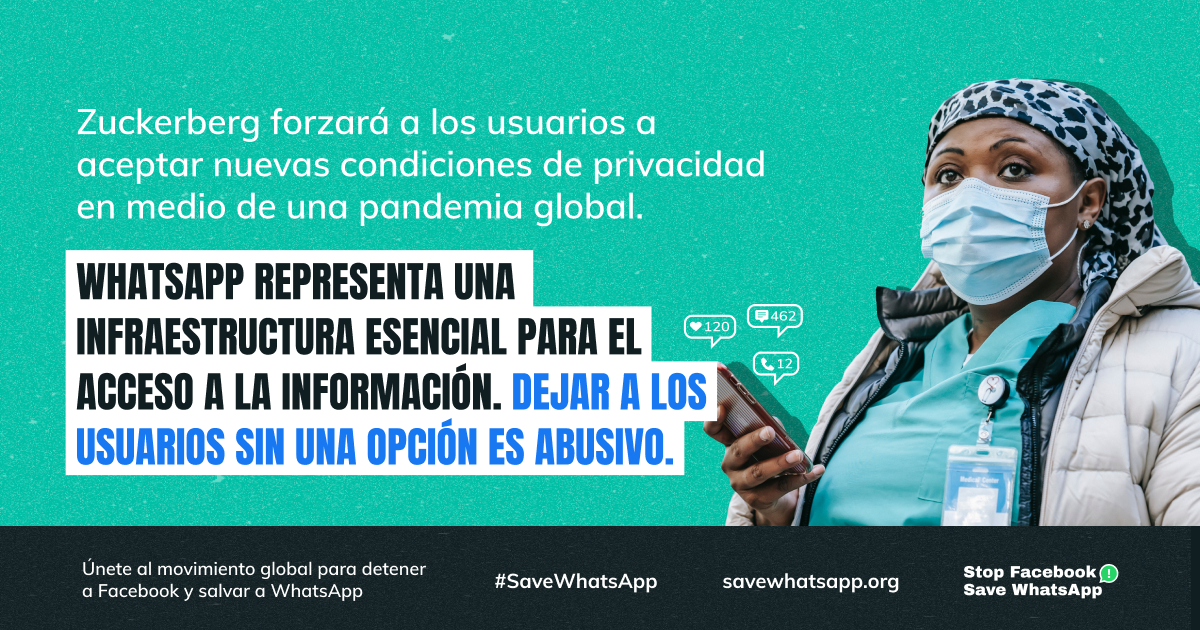 Zuckerberg forzará a los usuarios a
aceptar nuevas condiciones de privacidad
en medio de una pandemia global.
WHATSAPP REPRESENTA UNA
INFRAESTRUCTURA ESENCIAL PARA EL
ACCESO A LA INFORMACIÓN. DEJAR A LOS
USUARIOS SIN UNA OPCIÓN ES ABUSIVO.
120
462
12
Medical Center
Únete al movimiento global para detener
a Facebook y salvar a WhatsApp
#SaveWhatsApp
savewhatsapp.org
Stop Facebook
Save WhatsApp